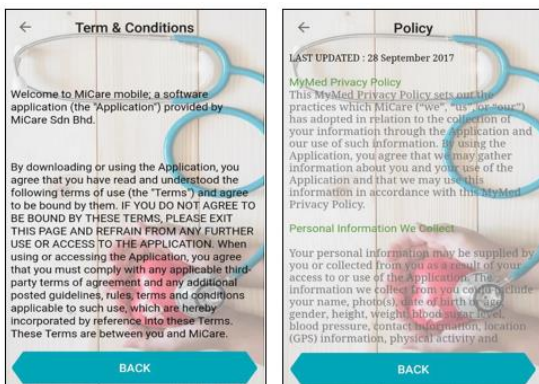 Term & Conditions
Welcome to MiCare mobile; a software
application (the "Application") provided by
MiCare Sdn Bhd.
By downloading or using the Application, you
agree that you have read and understood the
following terms of use (the "Terms") and agree
to be bound by them. IF YOU DO NOT AGREE TO
BE BOUND BY THESE TERMS, PLEASE EXIT
THIS PAGE AND REFRAIN FROM ANY FURTHER
USE OR ACCESS TO THE APPLICATION. When
using or accessing the Application, you agree
that you must comply with any applicable third-
party terms of agreement and any additional
posted guidelines, rules, terms and conditions
applicable to such use, which are hereby
incorporated by reference into these Terms.
These Terms are between you and MiCare.
BACK
Policy
LAST UPDATED : 28 September 2017
MyMed Privacy Policy
This MyMed Privacy Policy sets out the
practices which MiCare ("we", "us", or "our")
has adopted in relation to the collection of
your information through the Application and
our use of such information. By using the
Application, you agree that we may gather
information about you and your use of the
Application and that we may use this
information in accordance with this MyMed
Privacy Policy.
Personal Information We Collect
Your personal information may be supplied by
you or collected from you as a result of your
access to or use of the Application. The
information we collect from you could include
your name, photo(s), date of birth or age,
gender, height, weight, blood sugar level,
blood pressure, contact information, location
(GPS) information, physical activity and
BACK